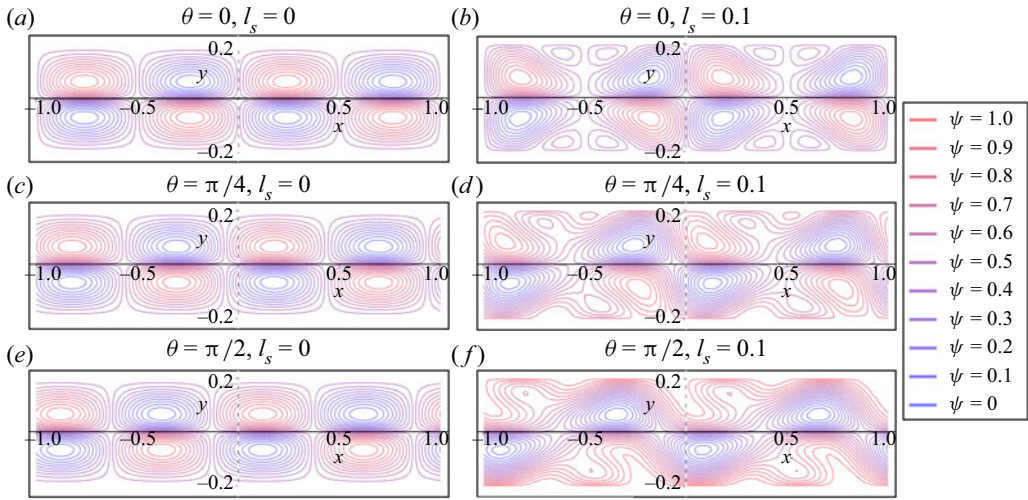 (a) θ = 0, l_s = 0
0.2
y
−1.0 −0.5 0.5 1.0
x
−0.2
(b) θ = 0, l_s = 0.1
0.2
y
−1.0 −0.5 0.5 1.0
x
−0.2
(c) θ = π/4, l_s = 0
0.2
y
−1.0 −0.5 0.5 1.0
x
−0.2
(d) θ = π/4, l_s = 0.1
0.2
y
−1.0 −0.5 0.5 1.0
x
−0.2
(e) θ = π/2, l_s = 0
0.2
y
−1.0 −0.5 0.5 1.0
x
−0.2
(f) θ = π/2, l_s = 0.1
0.2
y
−1.0 −0.5 0.5 1.0
x
−0.2
ψ = 1.0
ψ = 0.9
ψ = 0.8
ψ = 0.7
ψ = 0.6
ψ = 0.5
ψ = 0.4
ψ = 0.3
ψ = 0.2
ψ = 0.1
ψ = 0